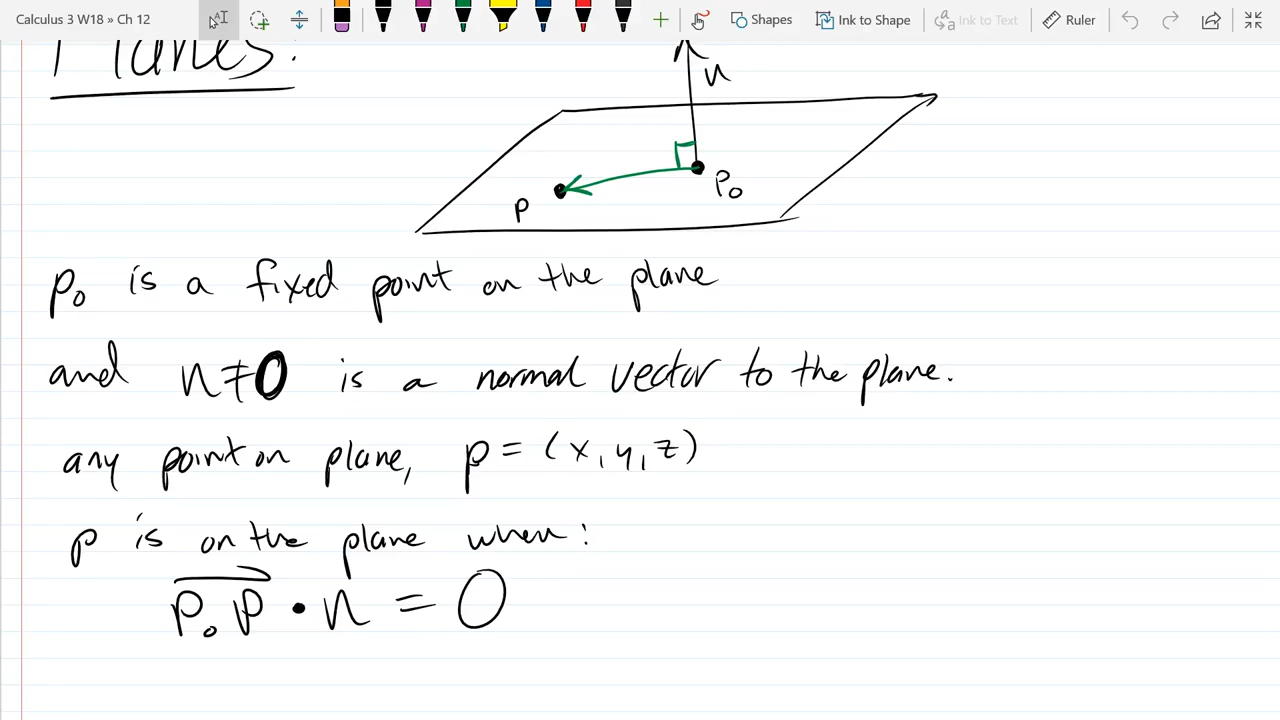 Calculus 3 W18 » Ch 12
Shapes Ink to Shape Ink to Text Ruler
Planes:
n
P₀
P
P₀ is a fixed point on the plane
and n≠0 is a normal vector to the plane.
any point on plane, p = (x, y, z)
p is on the plane when:
P₀P • n = 0